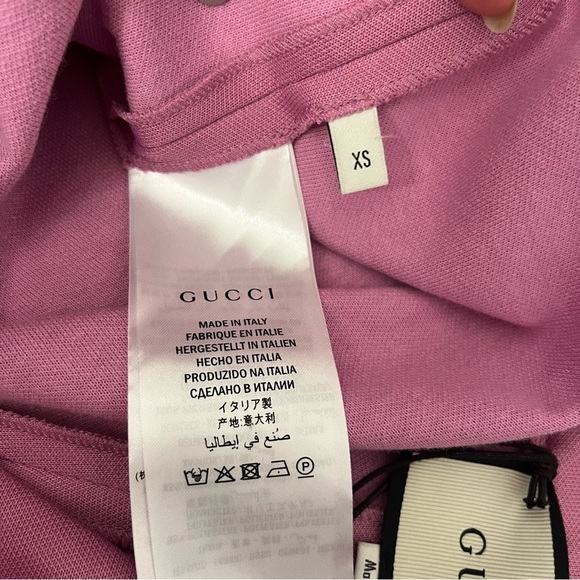 XS
GUCCI
MADE IN ITALY
FABRIQUE EN ITALIE
HERGESTELLT IN ITALIEN
HECHO EN ITALIA
PRODUZIDO NA ITALIA
СДЕЛАНО В ИТАЛИИ
イタリア製
产地:意大利
صُنع في إيطاليا
P
GU